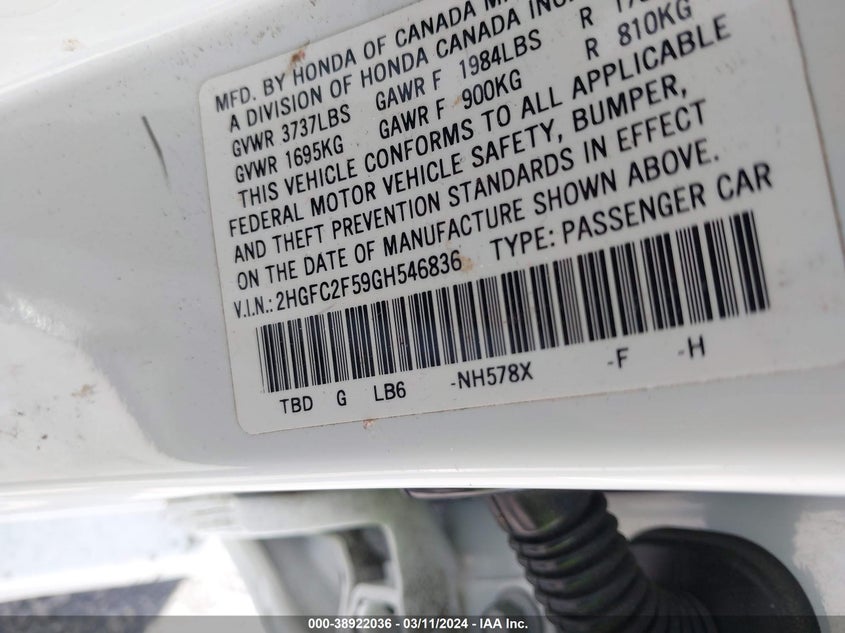 MFD. BY HONDA OF CANADA
A DIVISION OF HONDA CANADA INC.
GVWR 3737LBS GAWR F 1984LBS R
GVWR 1695KG GAWR F 900KG R 810KG
THIS VEHICLE CONFORMS TO ALL APPLICABLE
FEDERAL MOTOR VEHICLE SAFETY, BUMPER,
AND THEFT PREVENTION STANDARDS IN EFFECT
ON THE DATE OF MANUFACTURE SHOWN ABOVE.
V.I.N.: 2HGFC2F59GH546836 TYPE: PASSENGER CAR
TBD G LB6 -NH578X -F -H
000-38922036 - 03/11/2024 - IAA Inc.